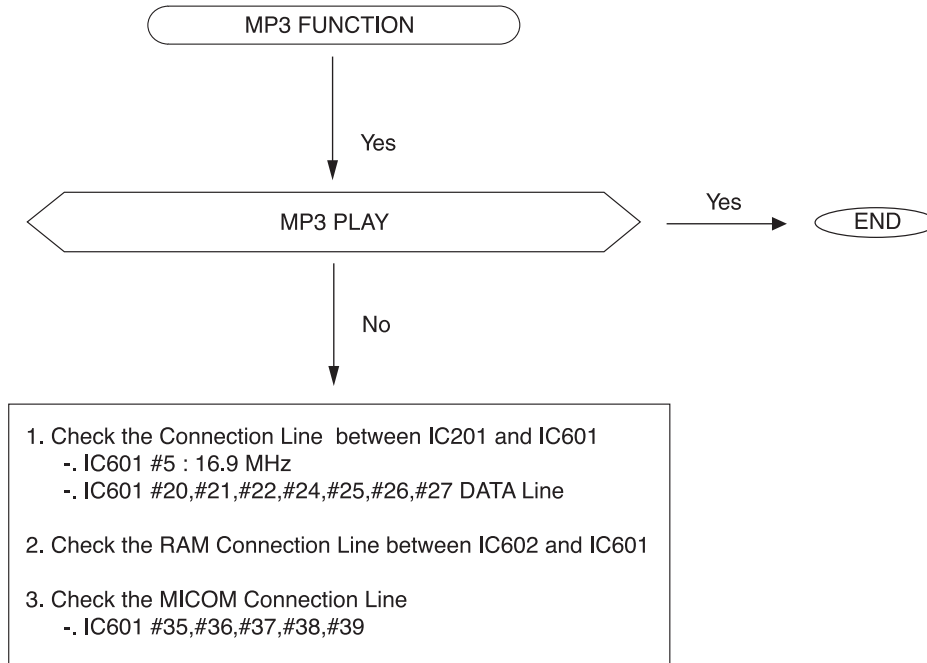 MP3 FUNCTION
Yes
MP3 PLAY
Yes
END
No
1. Check the Connection Line between IC201 and IC601
-. IC601 #5 : 16.9 MHz
-. IC601 #20,#21,#22,#24,#25,#26,#27 DATA Line
2. Check the RAM Connection Line between IC602 and IC601
3. Check the MICOM Connection Line
-. IC601 #35,#36,#37,#38,#39